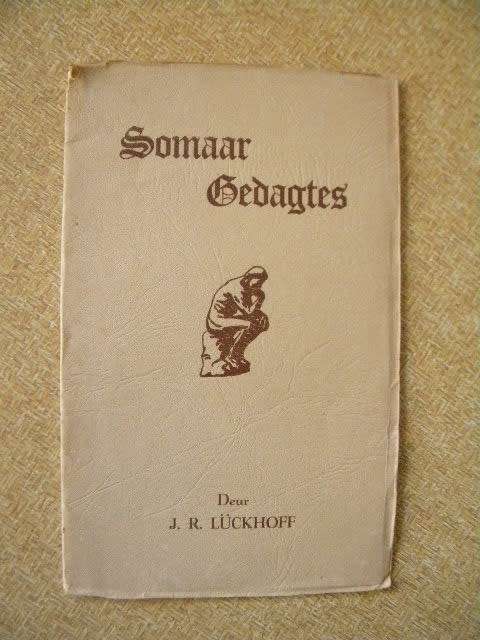 Somaar
Gedagtes
Deur
J. R. LÜCKHOFF